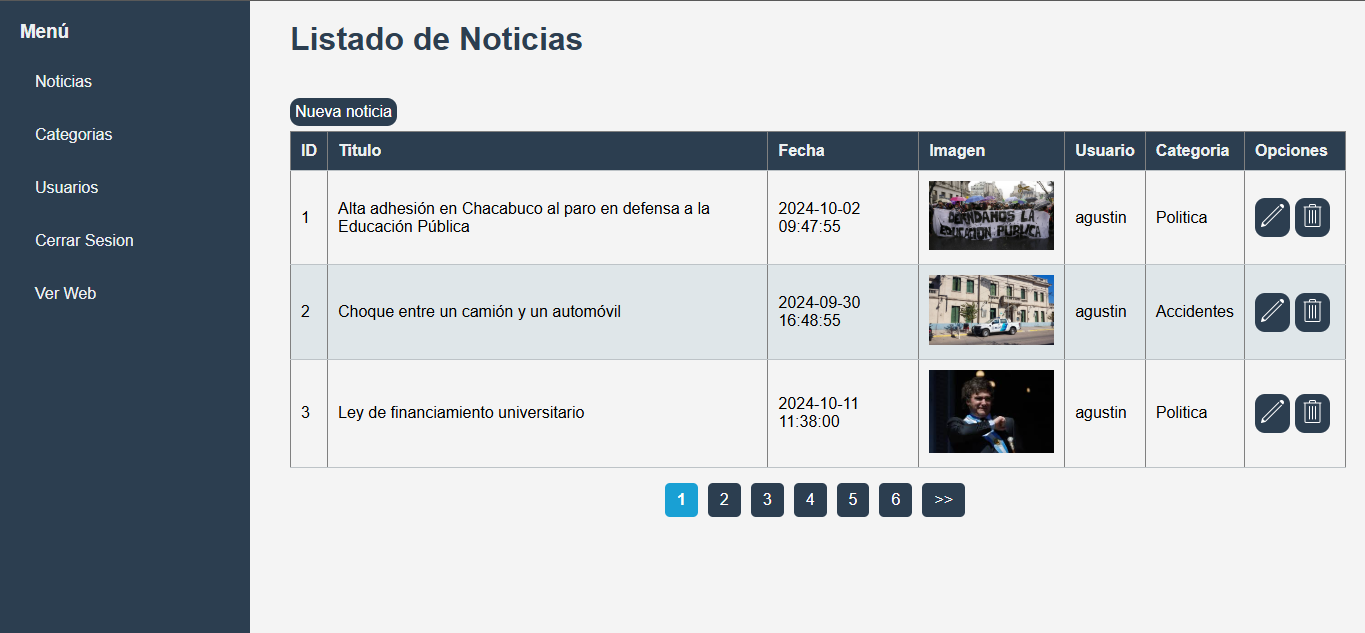 Menú
Noticias
Categorias
Usuarios
Cerrar Sesion
Ver Web
Listado de Noticias
Nueva noticia
ID Titulo Fecha Imagen Usuario Categoria Opciones
1 Alta adhesión en Chacabuco al paro en defensa a la
Educación Pública 2024-10-02
09:47:55 agustin Politica
LA
EDUCACION PÚBLICA
2 Choque entre un camión y un automóvil 2024-09-30
16:48:55 agustin Accidentes
3 Ley de financiamiento universitario 2024-10-11
11:38:00 agustin Politica
1 2 3 4 5 6 >>